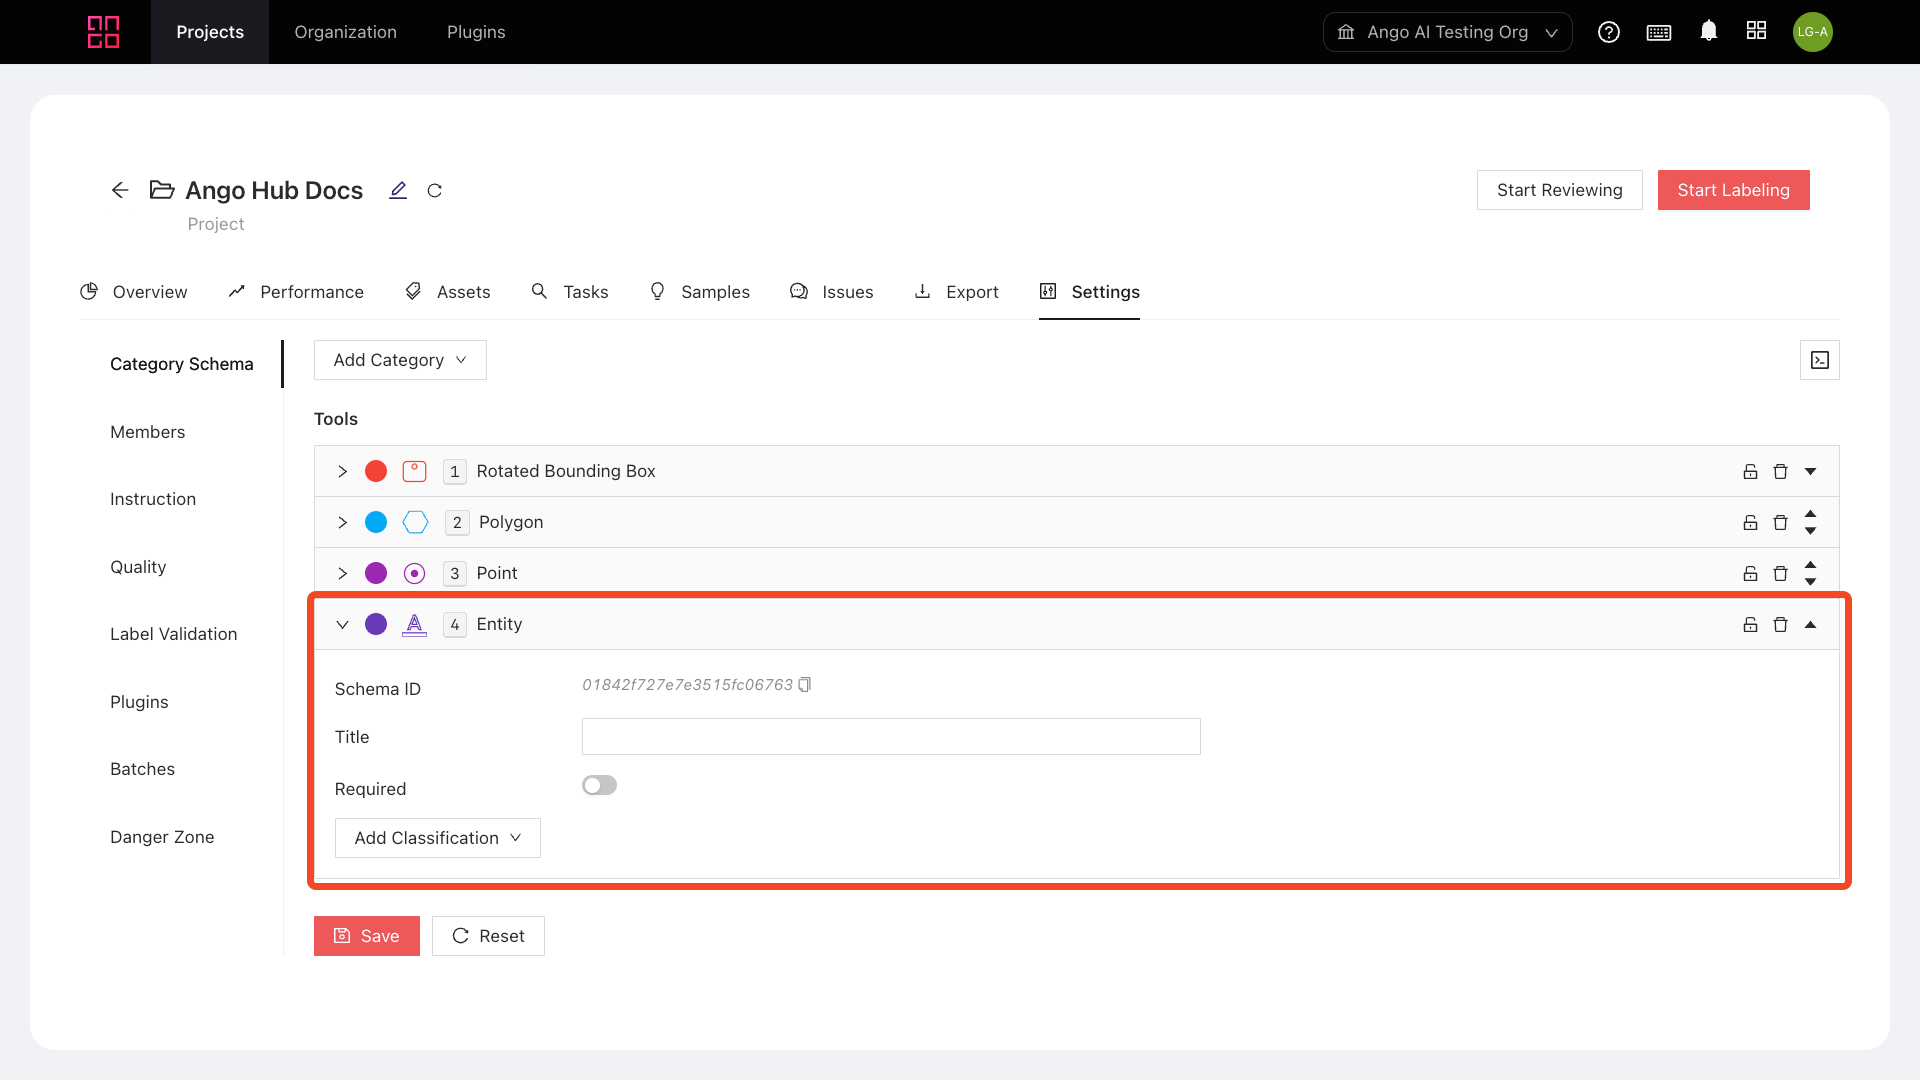 Projects
Organization
Plugins
Ango AI Testing Org
LG-A
Ango Hub Docs
Project
Start Reviewing
Start Labeling
Overview
Performance
Assets
Tasks
Samples
Issues
Export
Settings
Category Schema
Members
Instruction
Quality
Label Validation
Plugins
Batches
Danger Zone
Add Category
Tools
1 Rotated Bounding Box
2 Polygon
3 Point
4 Entity
Schema ID 01842f727e7e3515fc06763
Title
Required
Add Classification
Save
Reset